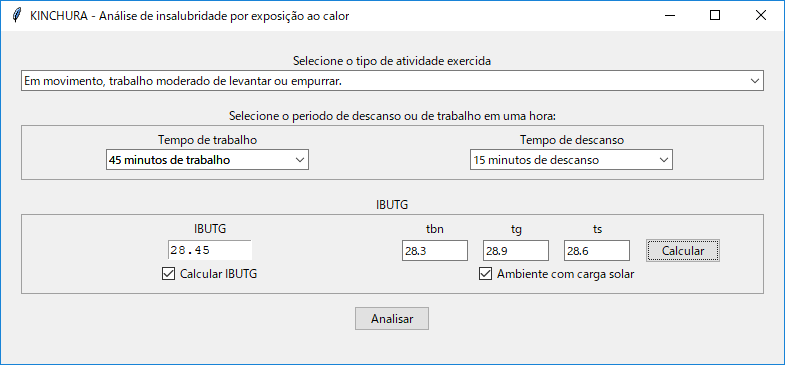 KINCHURA - Análise de insalubridade por exposição ao calor
Selecione o tipo de atividade exercida
Em movimento, trabalho moderado de levantar ou empurrar.
Selecione o periodo de descanso ou de trabalho em uma hora:
Tempo de trabalho
Tempo de descanso
45 minutos de trabalho
15 minutos de descanso
IBUTG
IBUTG tbn tg ts
28.45 28.3 28.9 28.6 Calcular
Calcular IBUTG
Ambiente com carga solar
Analisar